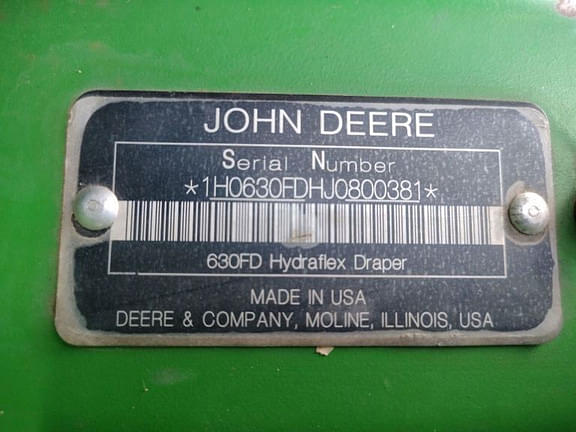 JOHN DEERE
Serial Number
*1H0630FDHJ0800381*
630FD Hydraflex Draper
MADE IN USA
DEERE & COMPANY, MOLINE, ILLINOIS, USA